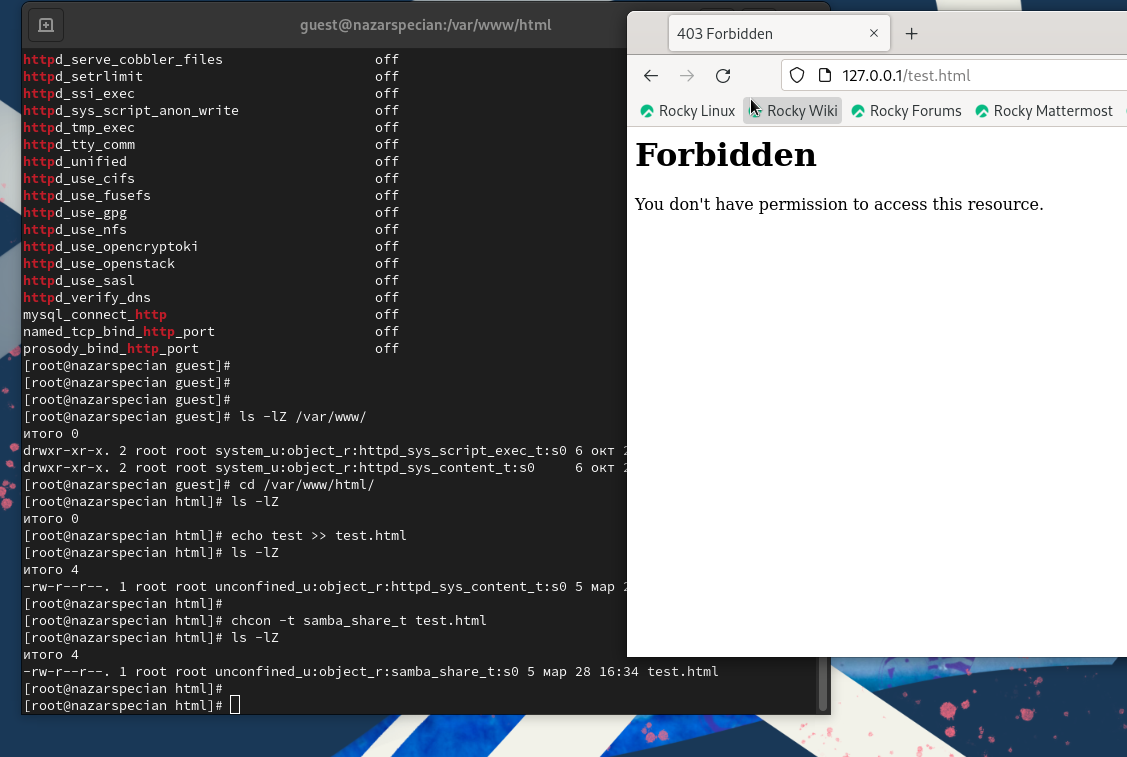 guest@nazarspecian:/var/www/html
httpd_serve_cobbler_files off
httpd_setrlimit off
httpd_ssi_exec off
httpd_sys_script_anon_write off
httpd_tmp_exec off
httpd_tty_comm off
httpd_unified off
httpd_use_cifs off
httpd_use_fusefs off
httpd_use_gpg off
httpd_use_nfs off
httpd_use_opencryptoki off
httpd_use_openstack off
httpd_use_sasl off
httpd_verify_dns off
mysql_connect_http off
named_tcp_bind_http_port off
prosody_bind_http_port off
[root@nazarspecian guest]#
[root@nazarspecian guest]#
[root@nazarspecian guest]#
[root@nazarspecian guest]# ls -lZ /var/www/
итого 0
drwxr-xr-x. 2 root root system_u:object_r:httpd_sys_script_exec_t:s0 6 окт 2
drwxr-xr-x. 2 root root system_u:object_r:httpd_sys_content_t:s0 6 окт 2
[root@nazarspecian guest]# cd /var/www/html/
[root@nazarspecian html]# ls -lZ
итого 0
[root@nazarspecian html]# echo test >> test.html
[root@nazarspecian html]# ls -lZ
итого 4
-rw-r--r--. 1 root root unconfined_u:object_r:httpd_sys_content_t:s0 5 мар 2
[root@nazarspecian html]#
[root@nazarspecian html]# chcon -t samba_share_t test.html
[root@nazarspecian html]# ls -lZ
итого 4
-rw-r--r--. 1 root root unconfined_u:object_r:samba_share_t:s0 5 мар 28 16:34 test.html
[root@nazarspecian html]#
[root@nazarspecian html]#
403 Forbidden
127.0.0.1/test.html
Rocky Linux Rocky Wiki Rocky Forums Rocky Mattermost
Forbidden
You don't have permission to access this resource.